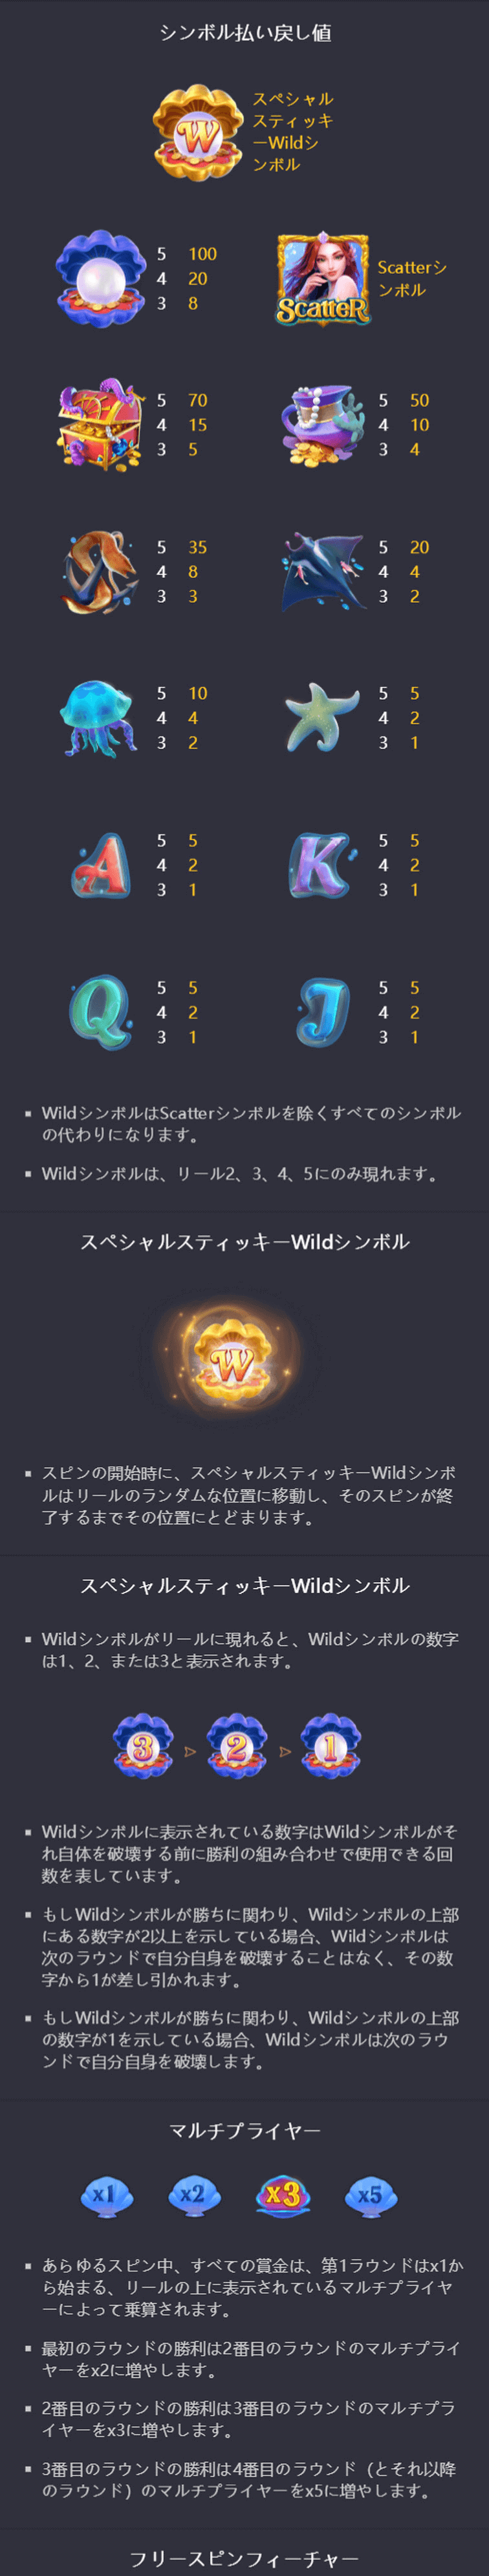 シンボル払い戻し値
W
スペシャル
スティッキ
ーWildシ
ンボル
5 100
4 20
3 8
Scatter
Scatterシ
ンボル
5 70
4 15
3 5
5 50
4 10
3 4
5 35
4 8
3 3
5 20
4 4
3 2
5 10
4 4
3 2
5 5
4 2
3 1
A
5 5
4 2
3 1
K
5 5
4 2
3 1
Q
5 5
4 2
3 1
J
5 5
4 2
3 1
▪ WildシンボルはScatterシンボルを除くすべてのシンボル
の代わりになります。
▪ Wildシンボルは、リール2、3、4、5にのみ現れます。
スペシャルスティッキーWildシンボル
W
▪ スピンの開始時に、スペシャルスティッキーWildシンボ
ルはリールのランダムな位置に移動し、そのスピンが終
了するまでその位置にとどまります。
スペシャルスティッキーWildシンボル
▪ Wildシンボルがリールに現れると、Wildシンボルの数字
は1、2、または3と表示されます。
3 2 1
▪ Wildシンボルに表示されている数字はWildシンボルがそ
れ自体を破壊する前に勝利の組み合わせで使用できる回
数を表しています。
▪ もしWildシンボルが勝ちに関わり、Wildシンボルの上部
にある数字が2以上を示している場合、Wildシンボルは
次のラウンドで自分自身を破壊することはなく、その数
字から1が差し引かれます。
▪ もしWildシンボルが勝ちに関わり、Wildシンボルの上部
の数字が1を示している場合、Wildシンボルは次のラウ
ンドで自分自身を破壊します。
マルチプライヤー
x1 x2 x3 x5
▪ あらゆるスピン中、すべての賞金は、第1ラウンドはx1か
ら始まる、リールの上に表示されているマルチプライヤ
ーによって乗算されます。
▪ 最初のラウンドの勝利は2番目のラウンドのマルチプライ
ヤーをx2に増やします。
▪ 2番目のラウンドの勝利は3番目のラウンドのマルチプラ
イヤーをx3に増やします。
▪ 3番目のラウンドの勝利は4番目のラウンド（とそれ以降
のラウンド）のマルチプライヤーをx5に増やします。
フリースピンフィーチャー